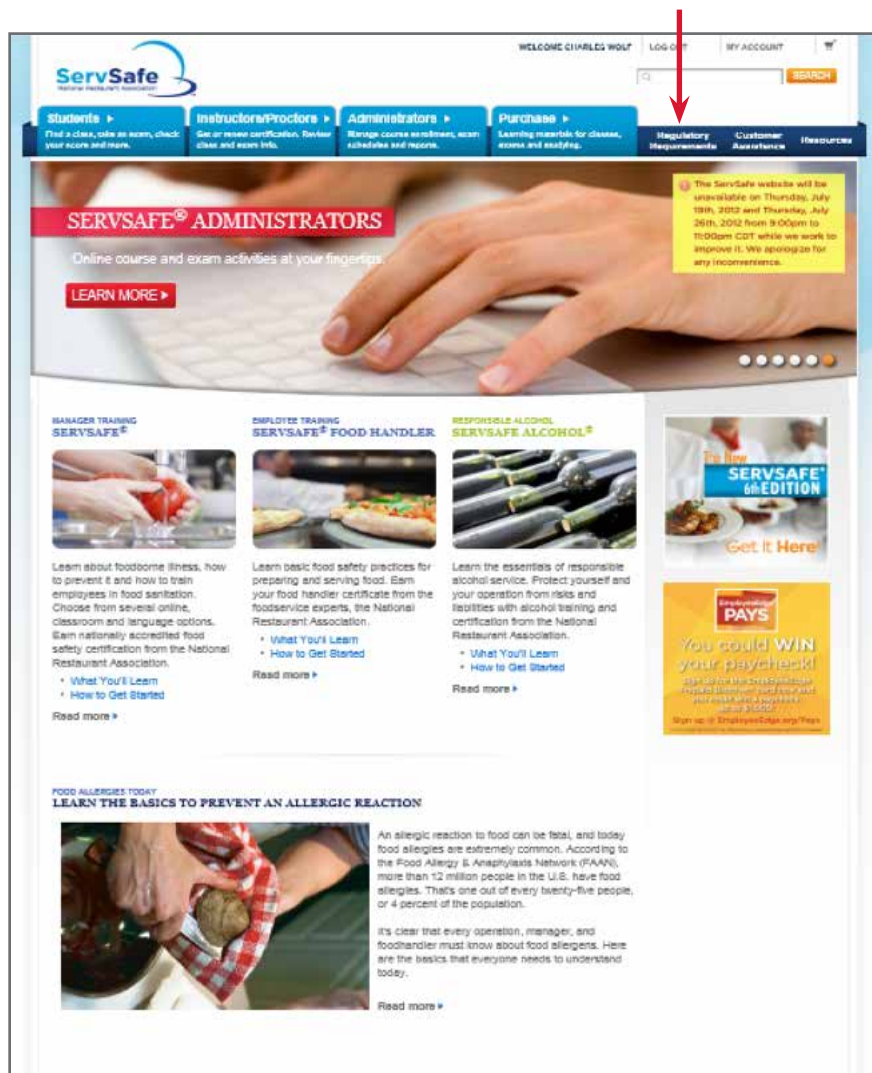 WELCOME CHARLES WOLF
LOG OUT
MY ACCOUNT
ServSafe
National Restaurant Association
SEARCH
Students
Find a class, take an exam, check
your score and more.
Instructors/Proctors
Get or renew certification. Review
class and exam info.
Administrators
Manage course enrollment, exam
schedules and reports.
Purchase
Learning materials for classes,
exams and studying.
Regulatory
Requirements
Customer
Assistance
Resources
The ServSafe website will be
unavailable on Thursday, July
19th, 2012 and Thursday, July
26th, 2012 from 9:00pm to
11:00pm CDT while we work to
improve it. We apologize for
any inconvenience.
SERVSAFE® ADMINISTRATORS
Online course and exam activities at your fingertips.
LEARN MORE
MANAGER TRAINING
SERVSAFE®
Learn about foodborne illness, how
to prevent it and how to train
employees in food sanitation.
Choose from several online,
classroom and language options.
Earn nationally accredited food
safety certification from the National
Restaurant Association.
• What You'll Learn
• How to Get Started
Read more
EMPLOYEE TRAINING
SERVSAFE® FOOD HANDLER
Learn basic food safety practices for
preparing and serving food. Earn
your food handler certificate from the
foodservice experts, the National
Restaurant Association.
• What You'll Learn
• How to Get Started
Read more
RESPONSIBLE ALCOHOL
SERVSAFE ALCOHOL®
Learn the essentials of responsible
alcohol service. Protect yourself and
your operation from risks and
liabilities with alcohol training and
certification from the National
Restaurant Association.
• What You'll Learn
• How to Get Started
Read more
The New
SERVSAFE®
6th EDITION
Get it Here!
EmployeeEdge
PAYS
You could WIN
your paycheck!
Sign up for the EmployeeEdge
Sign up @ EmployeeEdge.org/Pays
FOOD ALLERGIES TODAY
LEARN THE BASICS TO PREVENT AN ALLERGIC REACTION
An allergic reaction to food can be fatal, and today
food allergies are extremely common. According to
the Food Allergy & Anaphylaxis Network (FAAN),
more than 12 million people in the U.S. have food
allergies. That's one out of every twenty-five people,
or 4 percent of the population.
It's clear that every operation, manager, and
foodhandler must know about food allergens. Here
are the basics that everyone needs to understand
today.
Read more